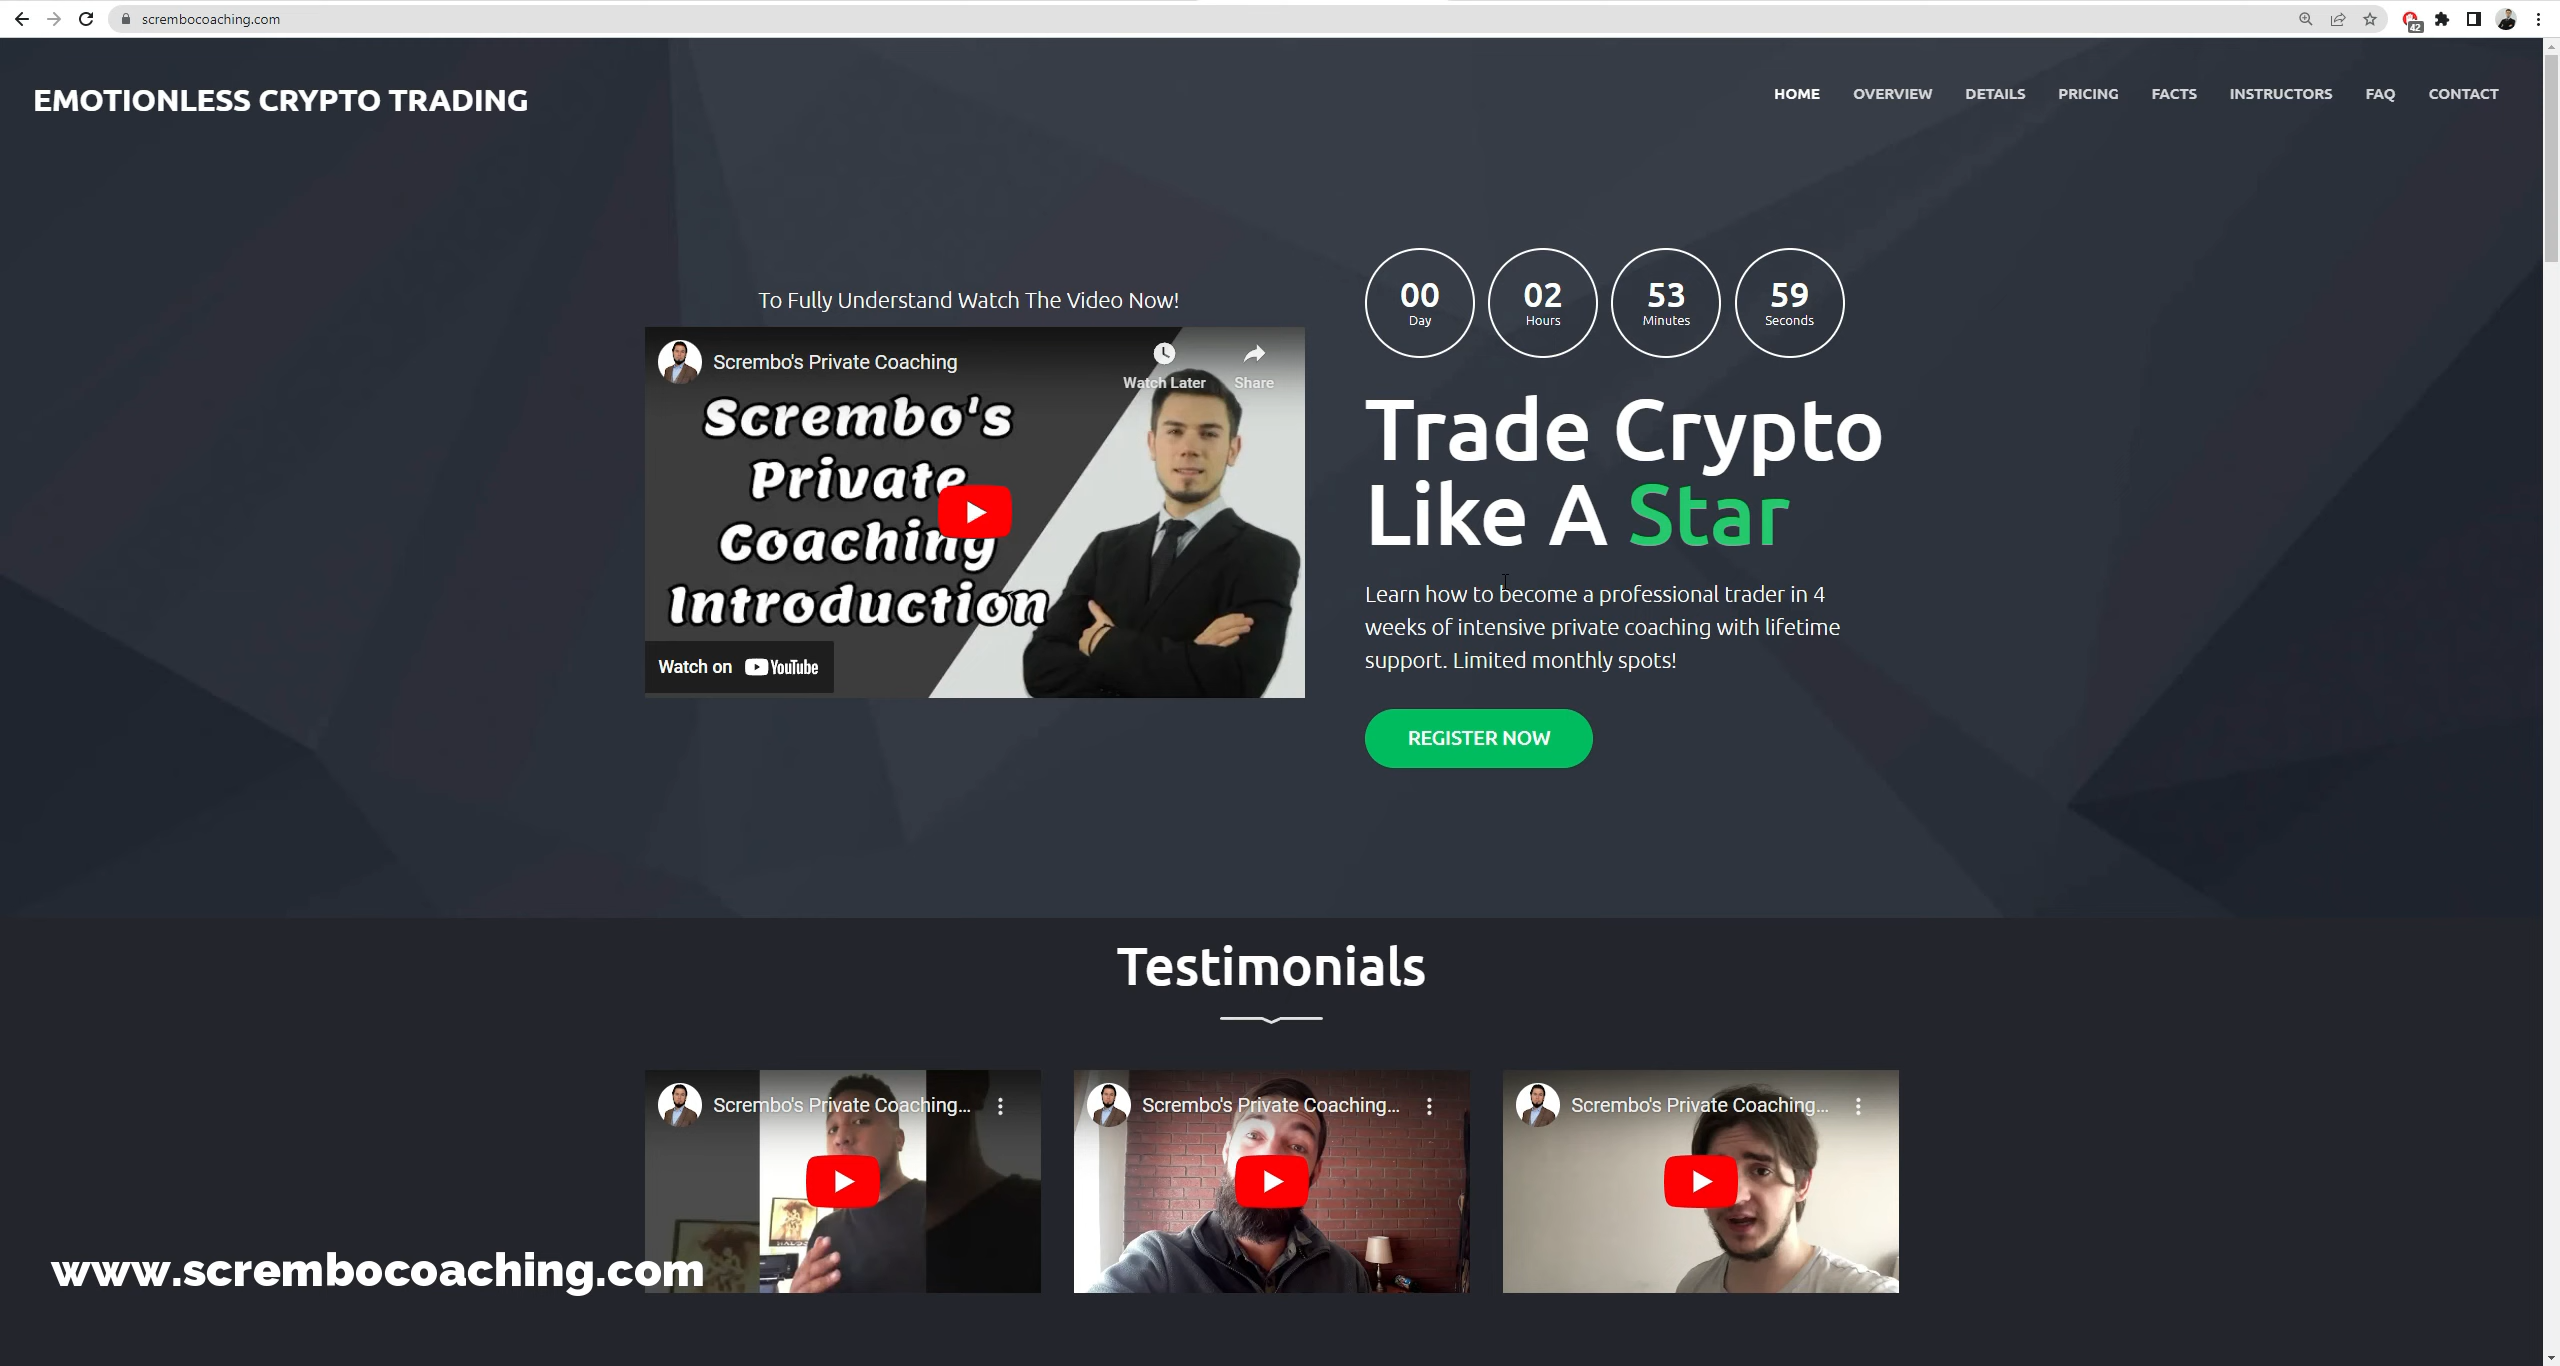 scrembocoaching.com
42
EMOTIONLESS CRYPTO TRADING
HOME OVERVIEW DETAILS PRICING FACTS INSTRUCTORS FAQ CONTACT
To Fully Understand Watch The Video Now!
Scrembo's Private Coaching
Watch Later Share
Scrembo's
Private
Coaching
Introduction
Watch on YouTube
00 02 53 59
Day Hours Minutes Seconds
Trade Crypto
Like A Star
Learn how to become a professional trader in 4
weeks of intensive private coaching with lifetime
support. Limited monthly spots!
REGISTER NOW
Testimonials
Scrembo's Private Coaching...
Scrembo's Private Coaching...
Scrembo's Private Coaching...
www.scrembocoaching.com